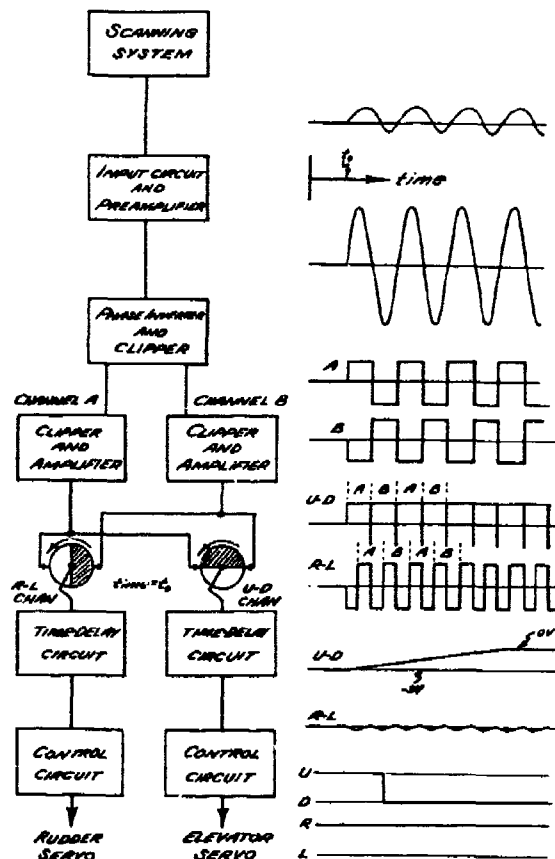 SCANNING
SYSTEM
INPUT CIRCUIT
AND
PREAMPLIFIER
t₀
time
PHASE INVERTER
AND
CLIPPER
CHANNEL A
CHANNEL B
CLIPPER
AND
AMPLIFIER
CLIPPER
AND
AMPLIFIER
A
B
U-D
A B A B
R-L
A B A B
R-L
CHAN
time=t₀
U-D
CHAN
TIME-DELAY
CIRCUIT
TIME-DELAY
CIRCUIT
U-D
0V
R-L
CONTROL
CIRCUIT
CONTROL
CIRCUIT
U
D
R
L
RUDDER
SERVO
ELEVATOR
SERVO